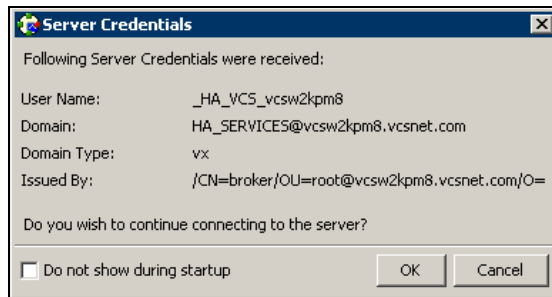 Server Credentials
Following Server Credentials were received:
User Name: _HA_VCS_vcsw2kpm8
Domain: HA_SERVICES@vcsw2kpm8.vcsnet.com
Domain Type: vx
Issued By: /CN=broker/OU=root@vcsw2kpm8.vcsnet.com/O=
Do you wish to continue connecting to the server?
Do not show during startup OK Cancel